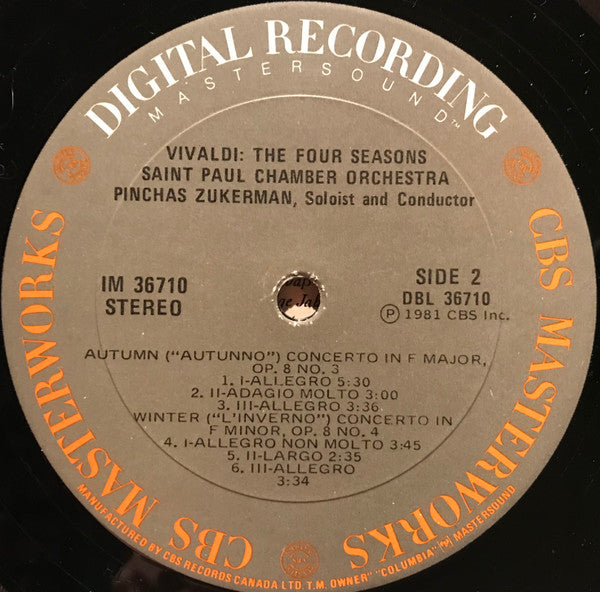 DIGITAL RECORDING
MASTERSOUND™
VIVALDI: THE FOUR SEASONS
SAINT PAUL CHAMBER ORCHESTRA
PINCHAS ZUKERMAN, Soloist and Conductor
IM 36710
STEREO
SIDE 2
DBL 36710
Ⓟ 1981 CBS Inc.
AUTUMN ("AUTUNNO") CONCERTO IN F MAJOR,
OP. 8 NO. 3
1. I-ALLEGRO 5:30
2. II-ADAGIO MOLTO 3:00
3. III-ALLEGRO 3:36
WINTER ("L'INVERNO") CONCERTO IN
F MINOR, OP. 8 NO. 4
4. I-ALLEGRO NON MOLTO 3:45
5. II-LARGO 2:35
6. III-ALLEGRO
3:34
CBS MASTERWORKS
CBS MASTERWORKS
MANUFACTURED BY CBS RECORDS CANADA LTD. T.M. OWNER "COLUMBIA" MASTERSOUND